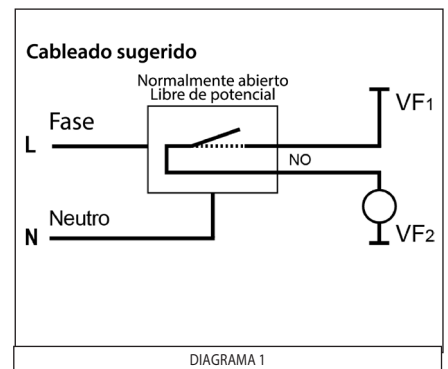 Cableado sugerido
Normalmente abierto
Libre de potencial
VF1
Fase
L
NO
Neutro
N
VF2
DIAGRAMA 1